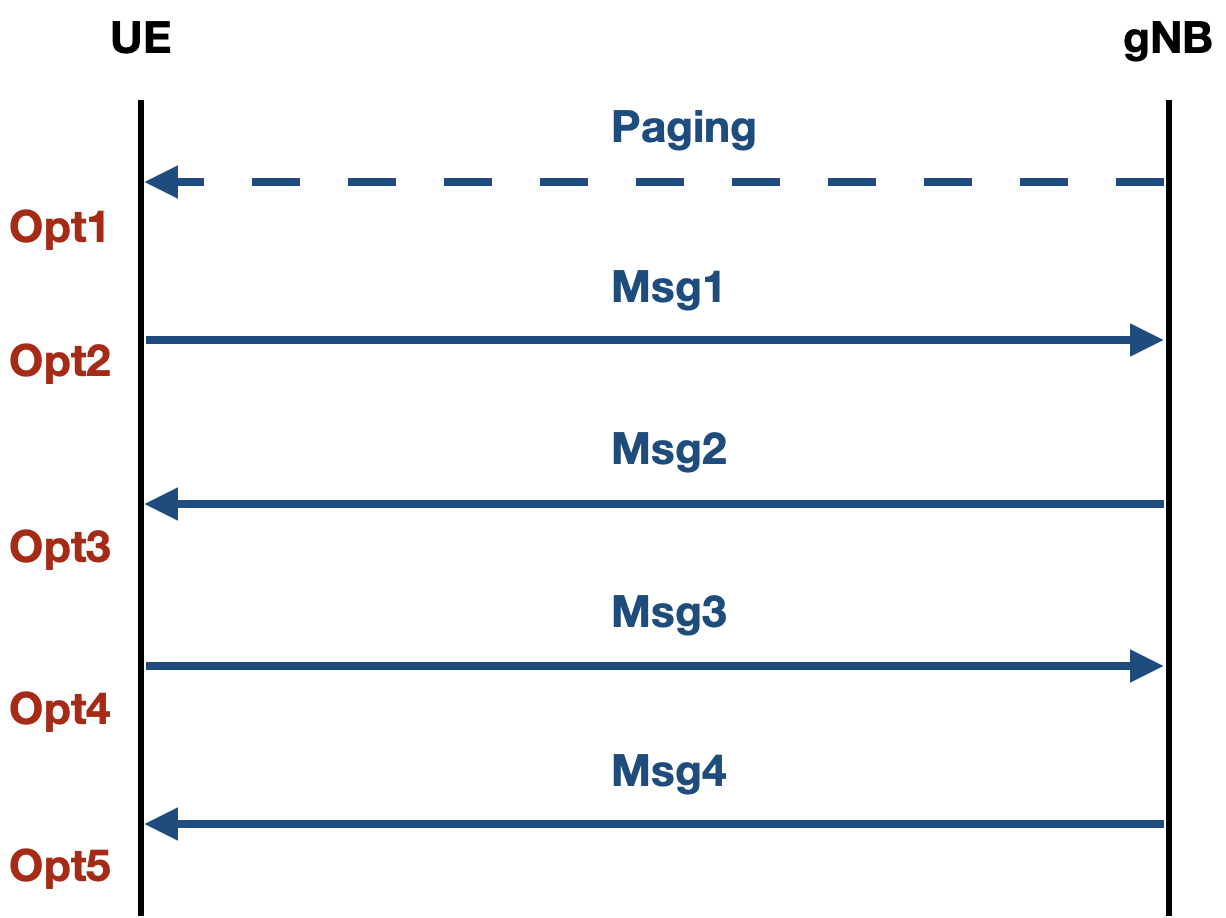 UE
gNB
Paging
Opt1
Msg1
Opt2
Msg2
Opt3
Msg3
Opt4
Msg4
Opt5